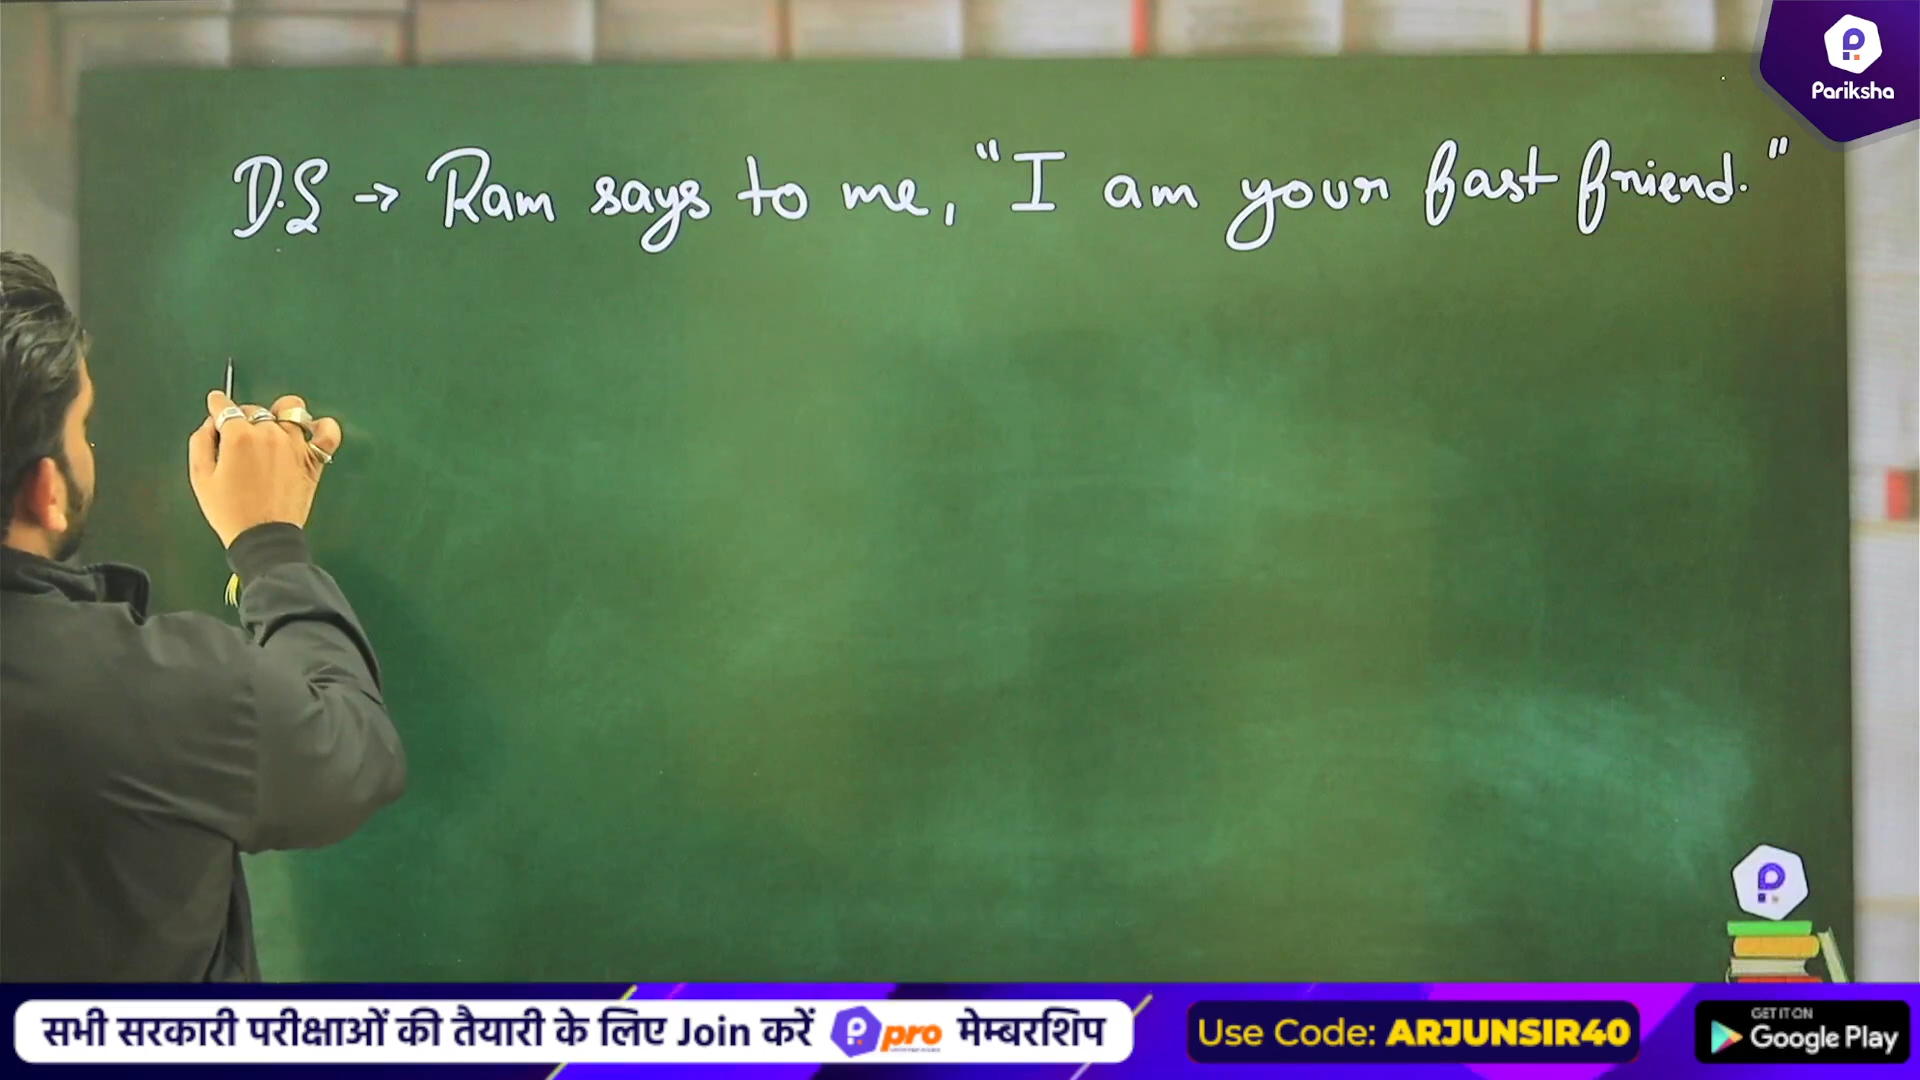 Pariksha
D.S → Ram says to me, "I am your fast friend."
सभी सरकारी परीक्षाओं की तैयारी के लिए Join करें P pro मेम्बरशिप
Use Code: ARJUNSIR40
GET IT ON
Google Play